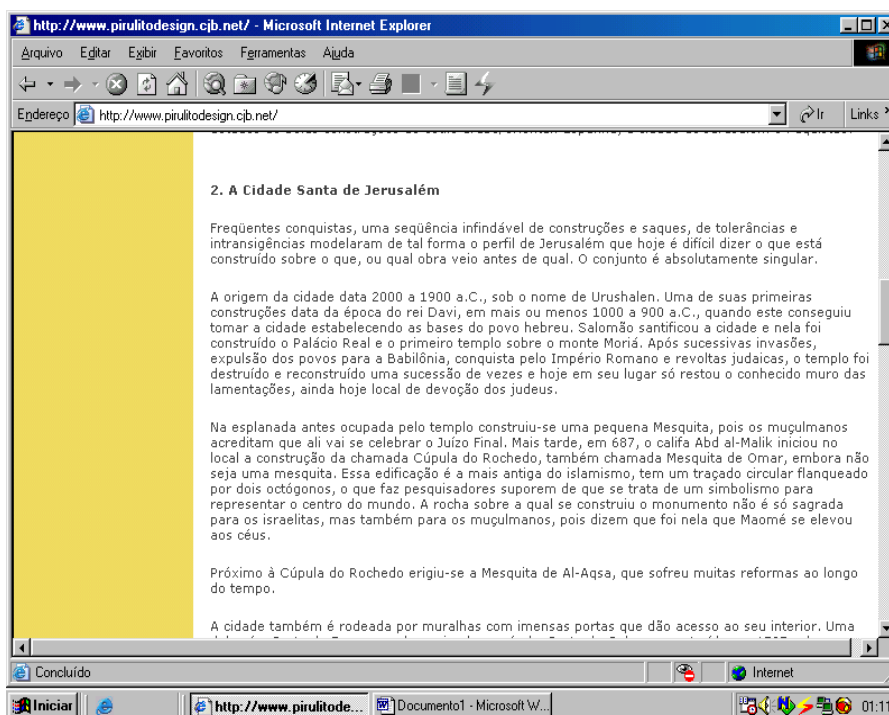 http://www.pirulitodesign.cjb.net/ - Microsoft Internet Explorer
Arquivo Editar Exibir Favoritos Ferramentas Ajuda
Endereço http://www.pirulitodesign.cjb.net/ Ir Links
2. A Cidade Santa de Jerusalém
Freqüentes conquistas, uma seqüência infindável de construções e saques, de tolerâncias e
intransigências modelaram de tal forma o perfil de Jerusalém que hoje é difícil dizer o que está
construído sobre o que, ou qual obra veio antes de qual. O conjunto é absolutamente singular.
A origem da cidade data 2000 a 1900 a.C., sob o nome de Urushalen. Uma de suas primeiras
construções data da época do rei Davi, em mais ou menos 1000 a 900 a.C., quando este conseguiu
tomar a cidade estabelecendo as bases do povo hebreu. Salomão santificou a cidade e nela foi
construído o Palácio Real e o primeiro templo sobre o monte Moriá. Após sucessivas invasões,
expulsão dos povos para a Babilônia, conquista pelo Império Romano e revoltas judaicas, o templo foi
destruído e reconstruído uma sucessão de vezes e hoje em seu lugar só restou o conhecido muro das
lamentações, ainda hoje local de devoção dos judeus.
Na esplanada antes ocupada pelo templo construiu-se uma pequena Mesquita, pois os muçulmanos
acreditam que ali vai se celebrar o Juízo Final. Mais tarde, em 687, o califa Abd al-Malik iniciou no
local a construção da chamada Cúpula do Rochedo, também chamada Mesquita de Omar, embora não
seja uma mesquita. Essa edificação é a mais antiga do islamismo, tem um traçado circular flanqueado
por dois octógonos, o que faz pesquisadores suporem de que se trata de um simbolismo para
representar o centro do mundo. A rocha sobre a qual se construiu o monumento não é só sagrada
para os israelitas, mas também para os muçulmanos, pois dizem que foi nela que Maomé se elevou
aos céus.
Próximo à Cúpula do Rochedo erigiu-se a Mesquita de Al-Aqsa, que sofreu muitas reformas ao longo
do tempo.
A cidade também é rodeada por muralhas com imensas portas que dão acesso ao seu interior. Uma
Concluído Internet
Iniciar http://www.pirulitode... Documento1 - Microsoft W...